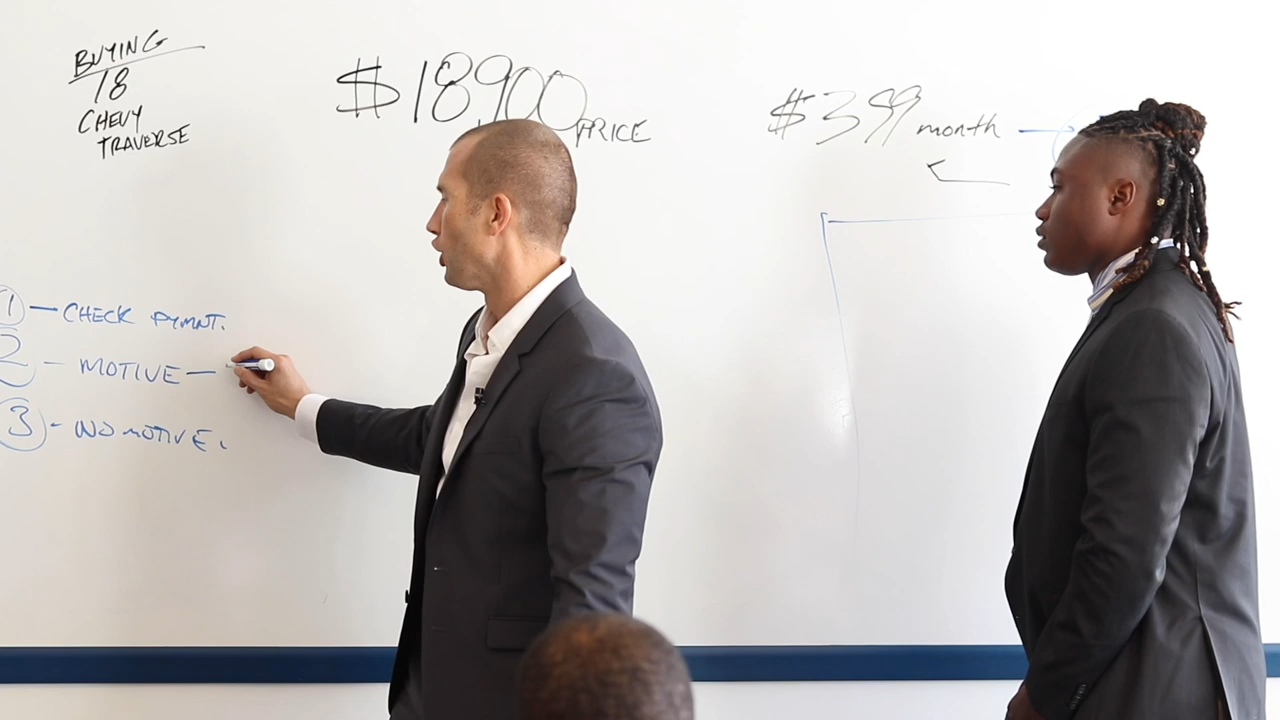 BUYING
18
CHEVY
TRAVERSE
$18,900 PRICE
$399 month
1 — CHECK PYMNT.
2 — MOTIVE —
3 - NO MOTIVE.